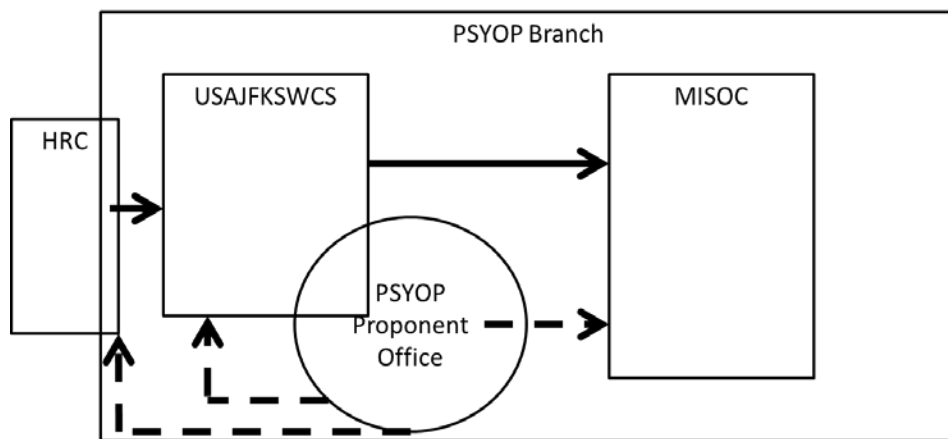 PSYOP Branch
USAJFKSWCS
MISOC
HRC
PSYOP
Proponent
Office